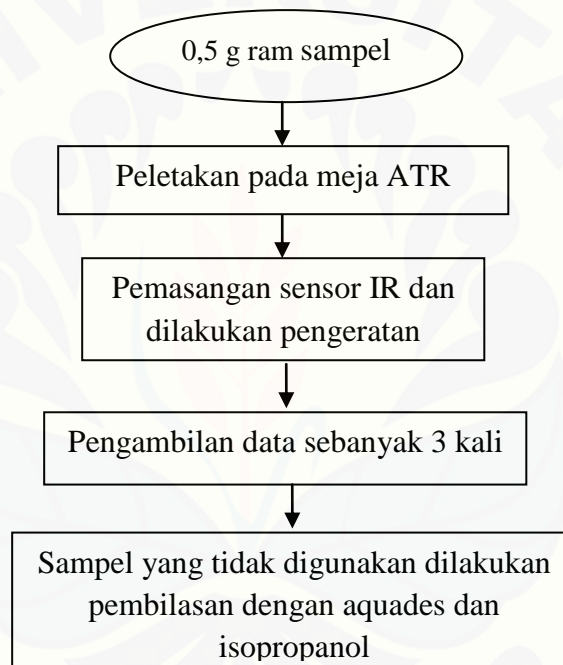 0,5 g ram sampel
Peletakan pada meja ATR
Pemasangan sensor IR dan
dilakukan pengeratan
Pengambilan data sebanyak 3 kali
Sampel yang tidak digunakan dilakukan
pembilasan dengan aquades dan
isopropanol